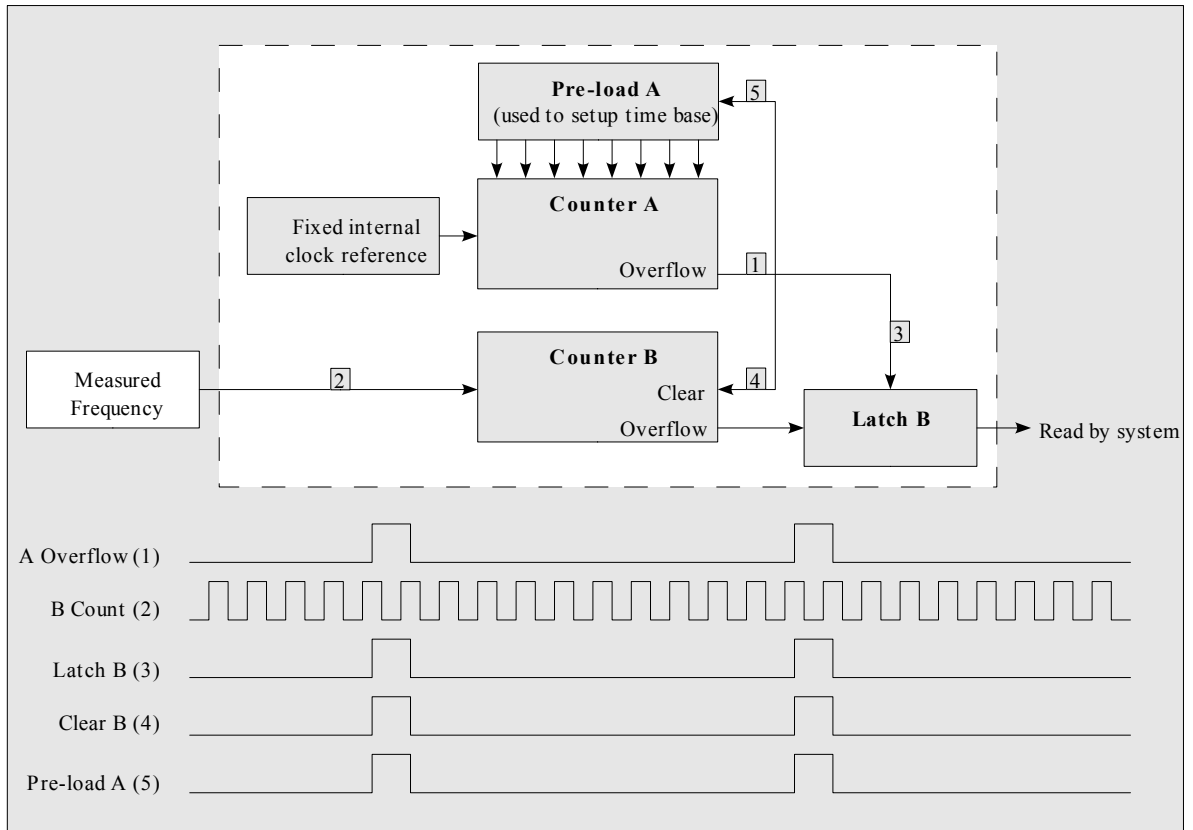 Pre-load A
(used to setup time base)
5
Counter A
Fixed internal
clock reference
Overflow
1
3
Counter B
Measured
Frequency
2
Clear
4
Overflow
Latch B
Read by system
A Overflow (1)
B Count (2)
Latch B (3)
Clear B (4)
Pre-load A (5)